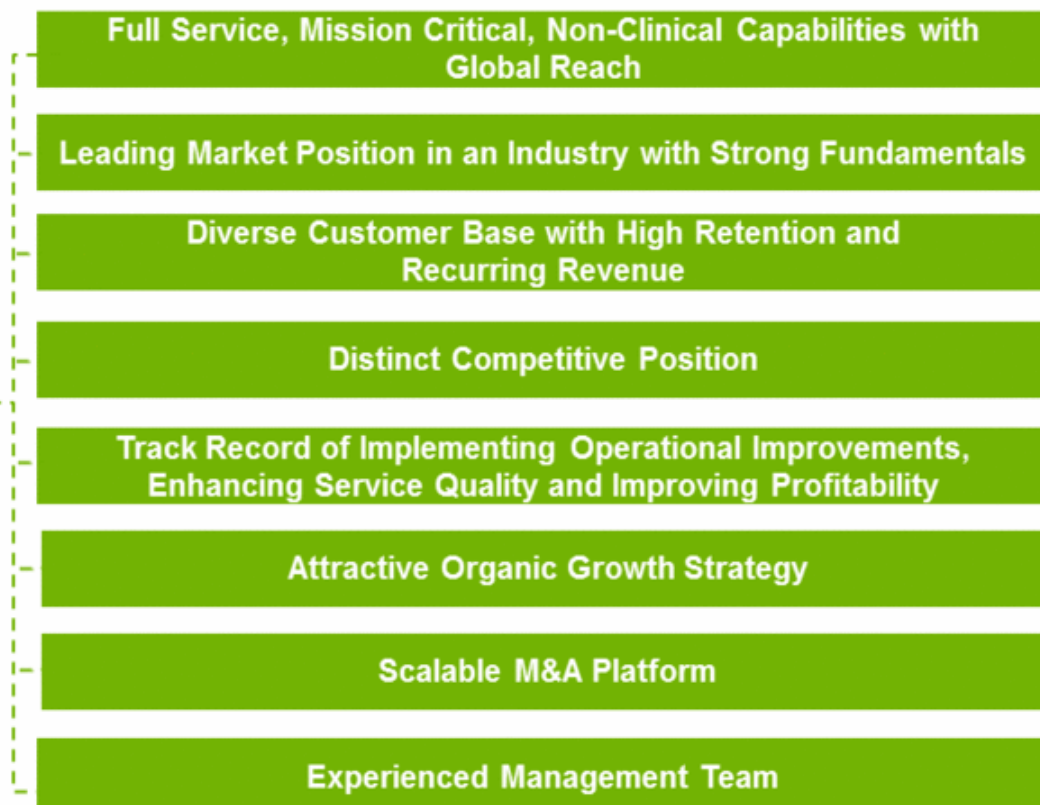 Full Service, Mission Critical, Non-Clinical Capabilities with
Global Reach
Leading Market Position in an Industry with Strong Fundamentals
Diverse Customer Base with High Retention and
Recurring Revenue
Distinct Competitive Position
Track Record of Implementing Operational Improvements,
Enhancing Service Quality and Improving Profitability
Attractive Organic Growth Strategy
Scalable M&A Platform
Experienced Management Team